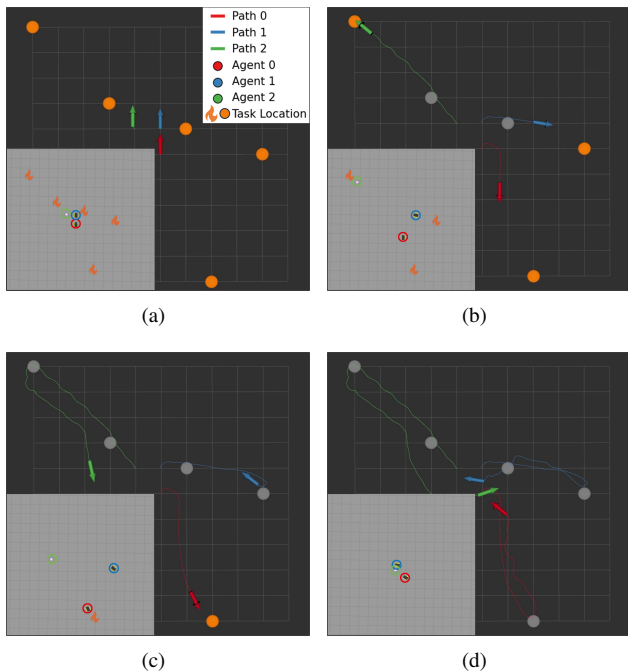 Path 0
Path 1
Path 2
Agent 0
Agent 1
Agent 2
Task Location
(a)
(b)
(c)
(d)